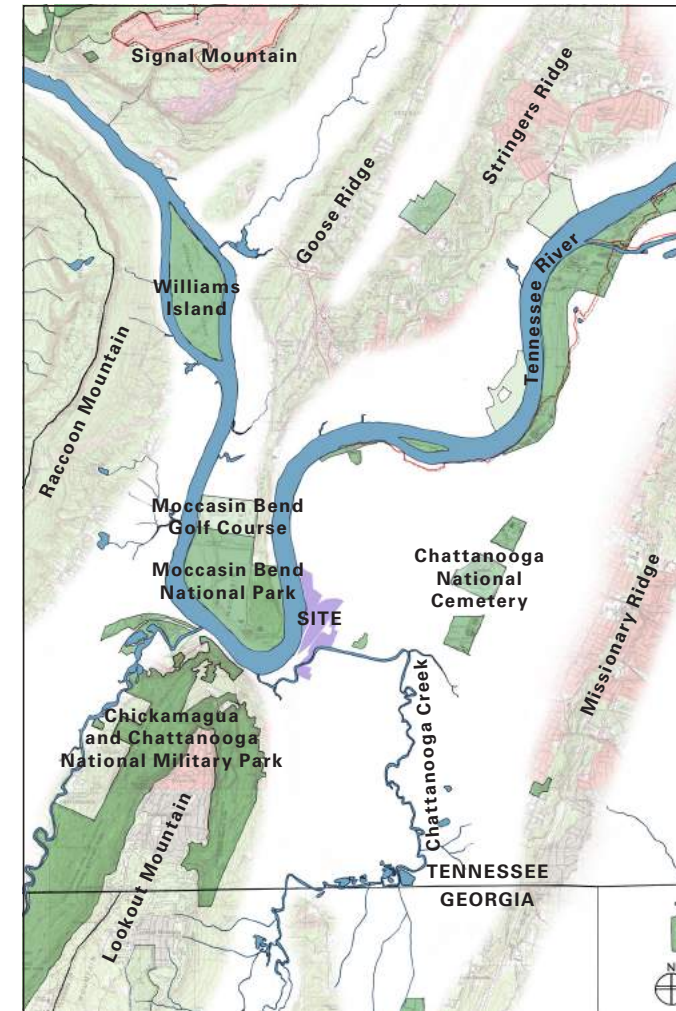 Signal Mountain
Stringers Ridge
Goose Ridge
Williams
Island
Tennessee River
Raccoon Mountain
Moccasin Bend
Golf Course
Moccasin Bend
National Park
SITE
Chattanooga
National
Cemetery
Missionary Ridge
Chickamagua
and Chattanooga
National Military Park
Chattanooga Creek
Lookout Mountain
TENNESSEE
GEORGIA
N